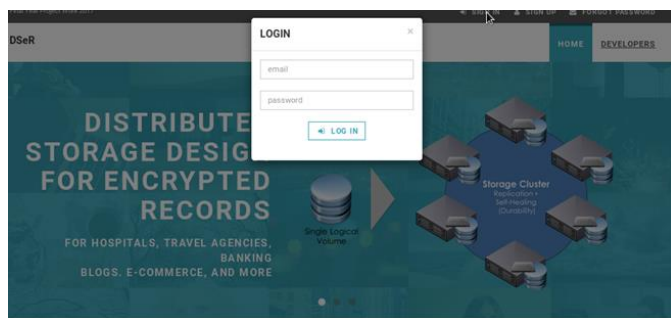 SIGN IN SIGN UP FORGOT PASSWORD
DSeR
HOME DEVELOPERS
LOGIN ×
email
password
LOG IN
DISTRIBUTE
STORAGE DESIG
FOR ENCRYPTED
RECORDS
FOR HOSPITALS, TRAVEL AGENCIES,
BANKING
BLOGS. E-COMMERCE, AND MORE
Single Logical
Volume
Storage Cluster
Replication +
Self-Healing
(Durability)